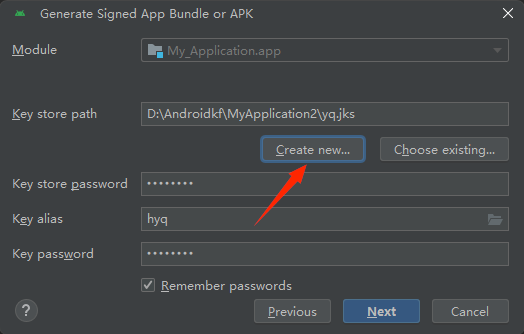 Generate Signed App Bundle or APK
Module
My_Application.app
Key store path
D:\Androidkf\MyApplication2\yq.jks
Create new...
Choose existing...
Key store password
••••••••
Key alias
hyq
Key password
••••••••
Remember passwords
?
Previous
Next
Cancel